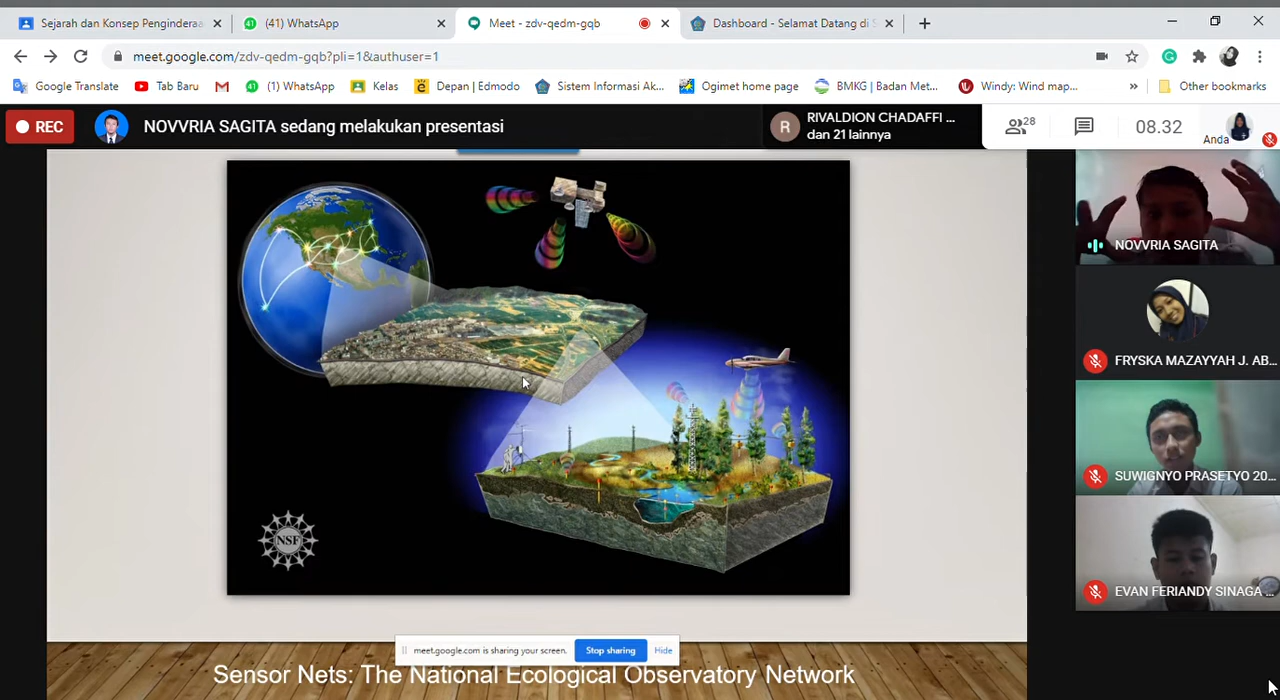 Sejarah dan Konsep Penginderaa
(41) WhatsApp
Meet - zdv-qedm-gqb
Dashboard - Selamat Datang di S
meet.google.com/zdv-qedm-gqb?pli=1&authuser=1
Google Translate
Tab Baru
(1) WhatsApp
Kelas
Depan | Edmodo
Sistem Informasi Ak...
Ogimet home page
BMKG | Badan Met...
Windy: Wind map...
Other bookmarks
REC
NOVVRIA SAGITA sedang melakukan presentasi
R
RIVALDION CHADAFFI ...
dan 21 lainnya
28
08.32
Anda
NOVVRIA SAGITA
FRYSKA MAZAYYAH J. AB...
SUWIGNYO PRASETYO 20...
EVAN FERIANDY SINAGA ...
NSF
meet.google.com is sharing your screen.
Stop sharing
Hide
Sensor Nets: The National Ecological Observatory Network